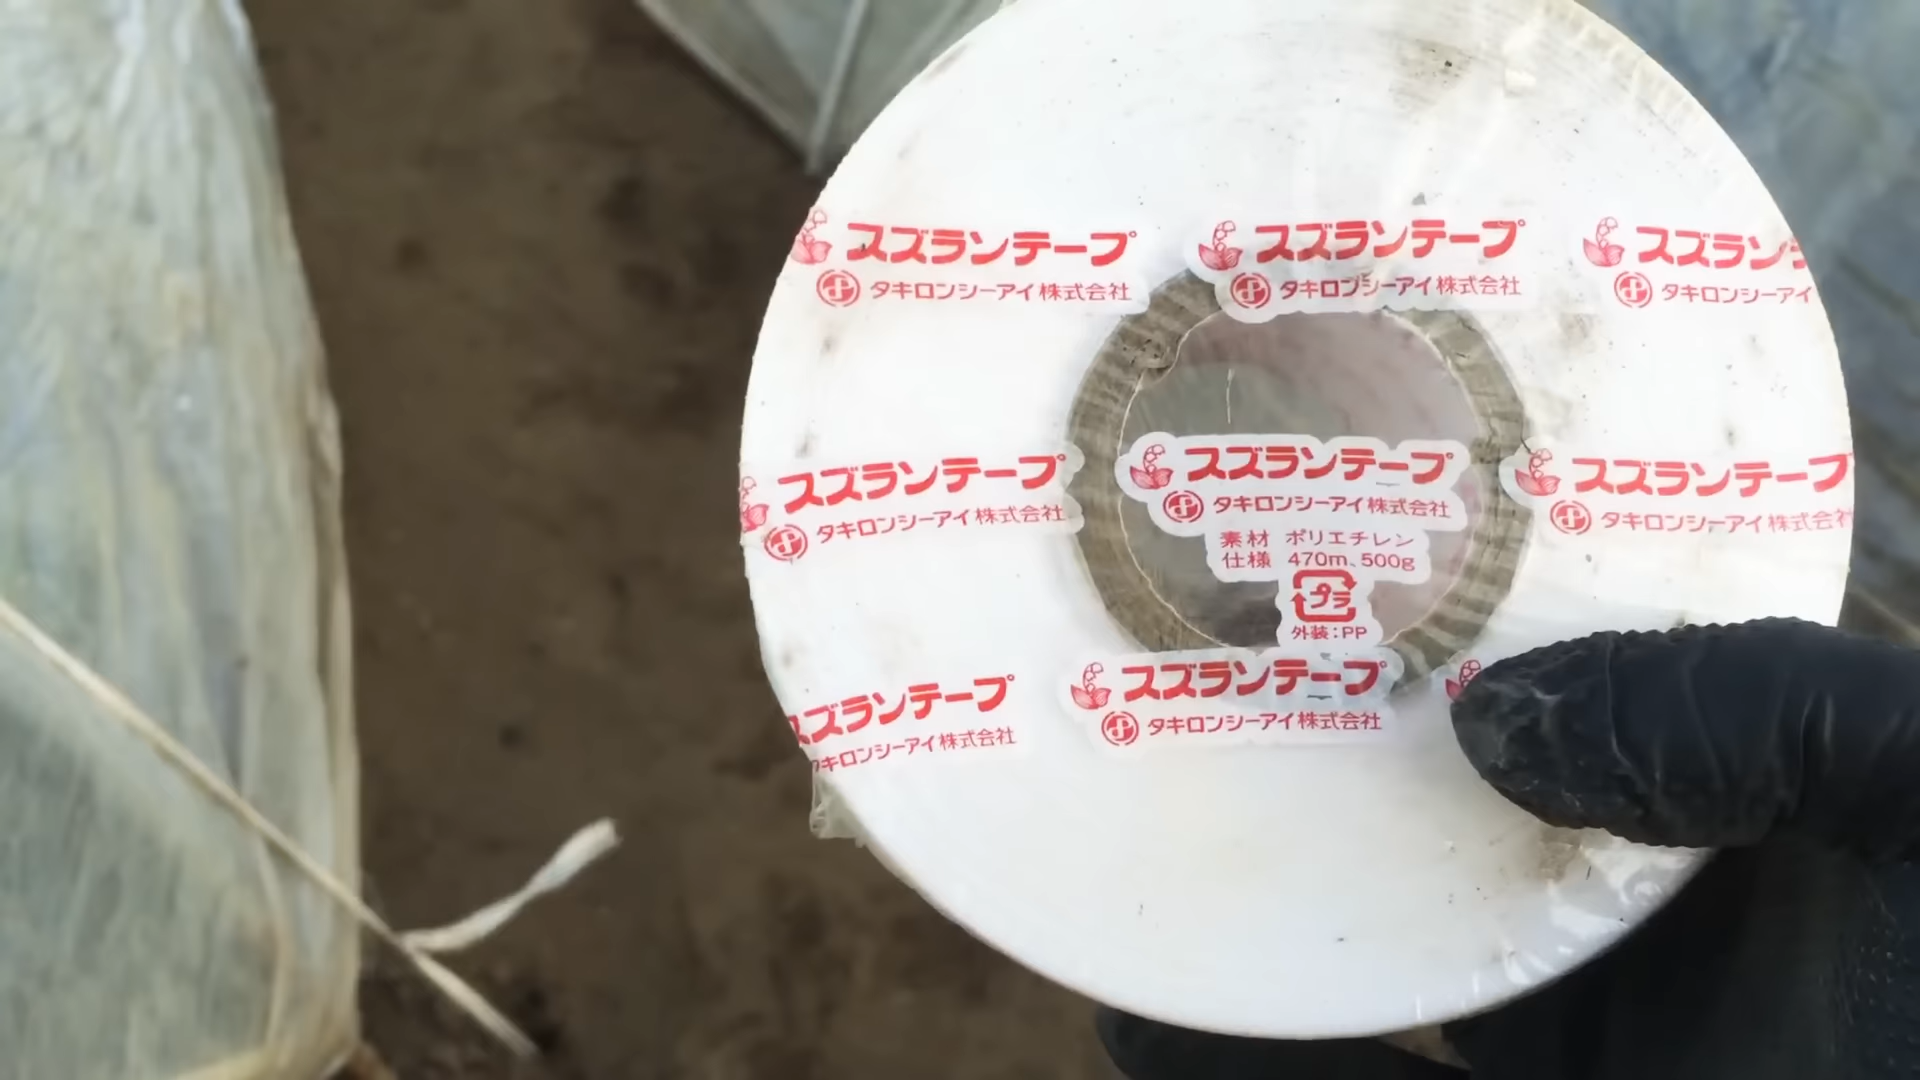 スズランテープ スズランテープ スズラン
タキロンシーアイ株式会社 タキロンシーアイ株式会社 タキロンシーアイ
スズランテープ スズランテープ スズランテープ
タキロンシーアイ株式会社 タキロンシーアイ株式会社 タキロンシーアイ株式会社
素材 ポリエチレン
仕様 470m、500g
プラ
外装:PP
スズランテープ スズランテープ
タキロンシーアイ株式会社 タキロンシーアイ株式会社